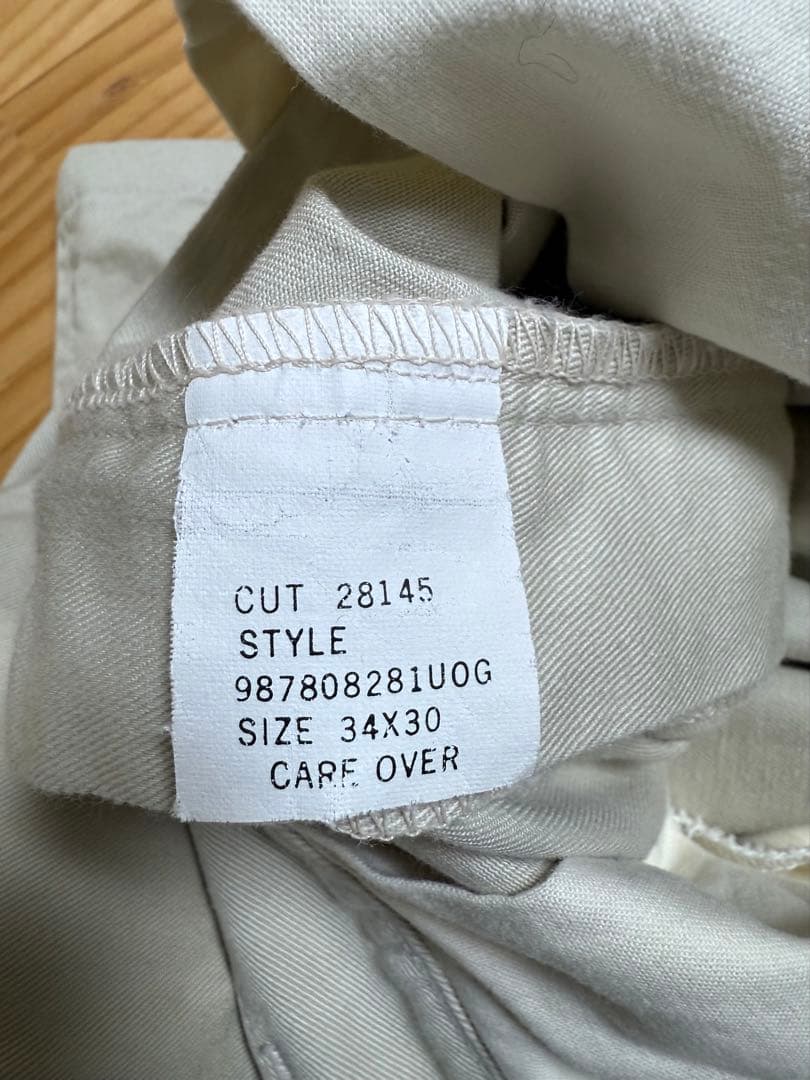 CUT 28145
STYLE
987808281UOG
SIZE 34X30
CARE OVER